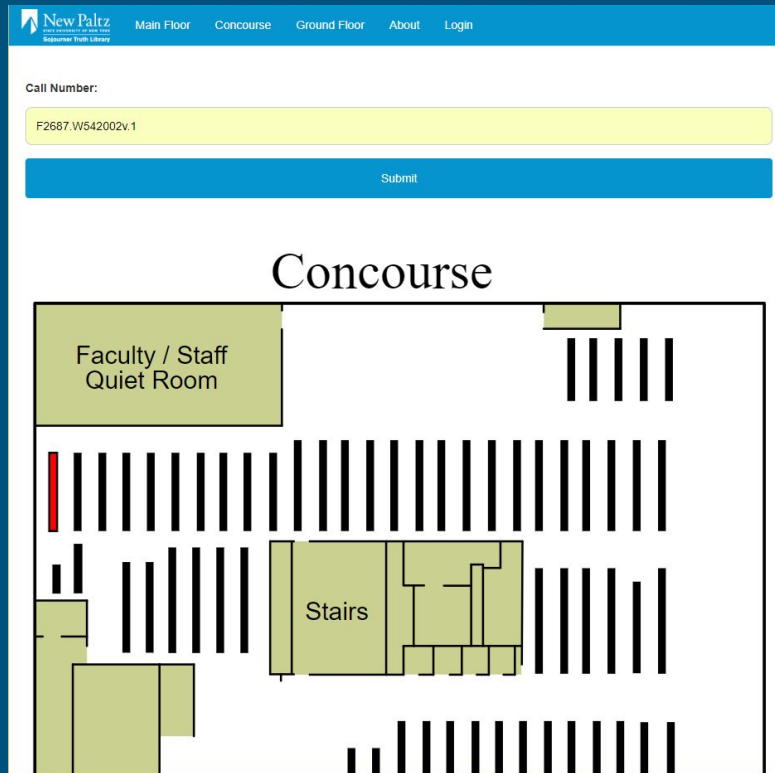 New Paltz
STATE UNIVERSITY OF NEW YORK
Sojourner Truth Library
Main Floor Concourse Ground Floor About Login
Call Number:
F2687.W542002v.1
Submit
Concourse
Faculty / Staff
Quiet Room
Stairs